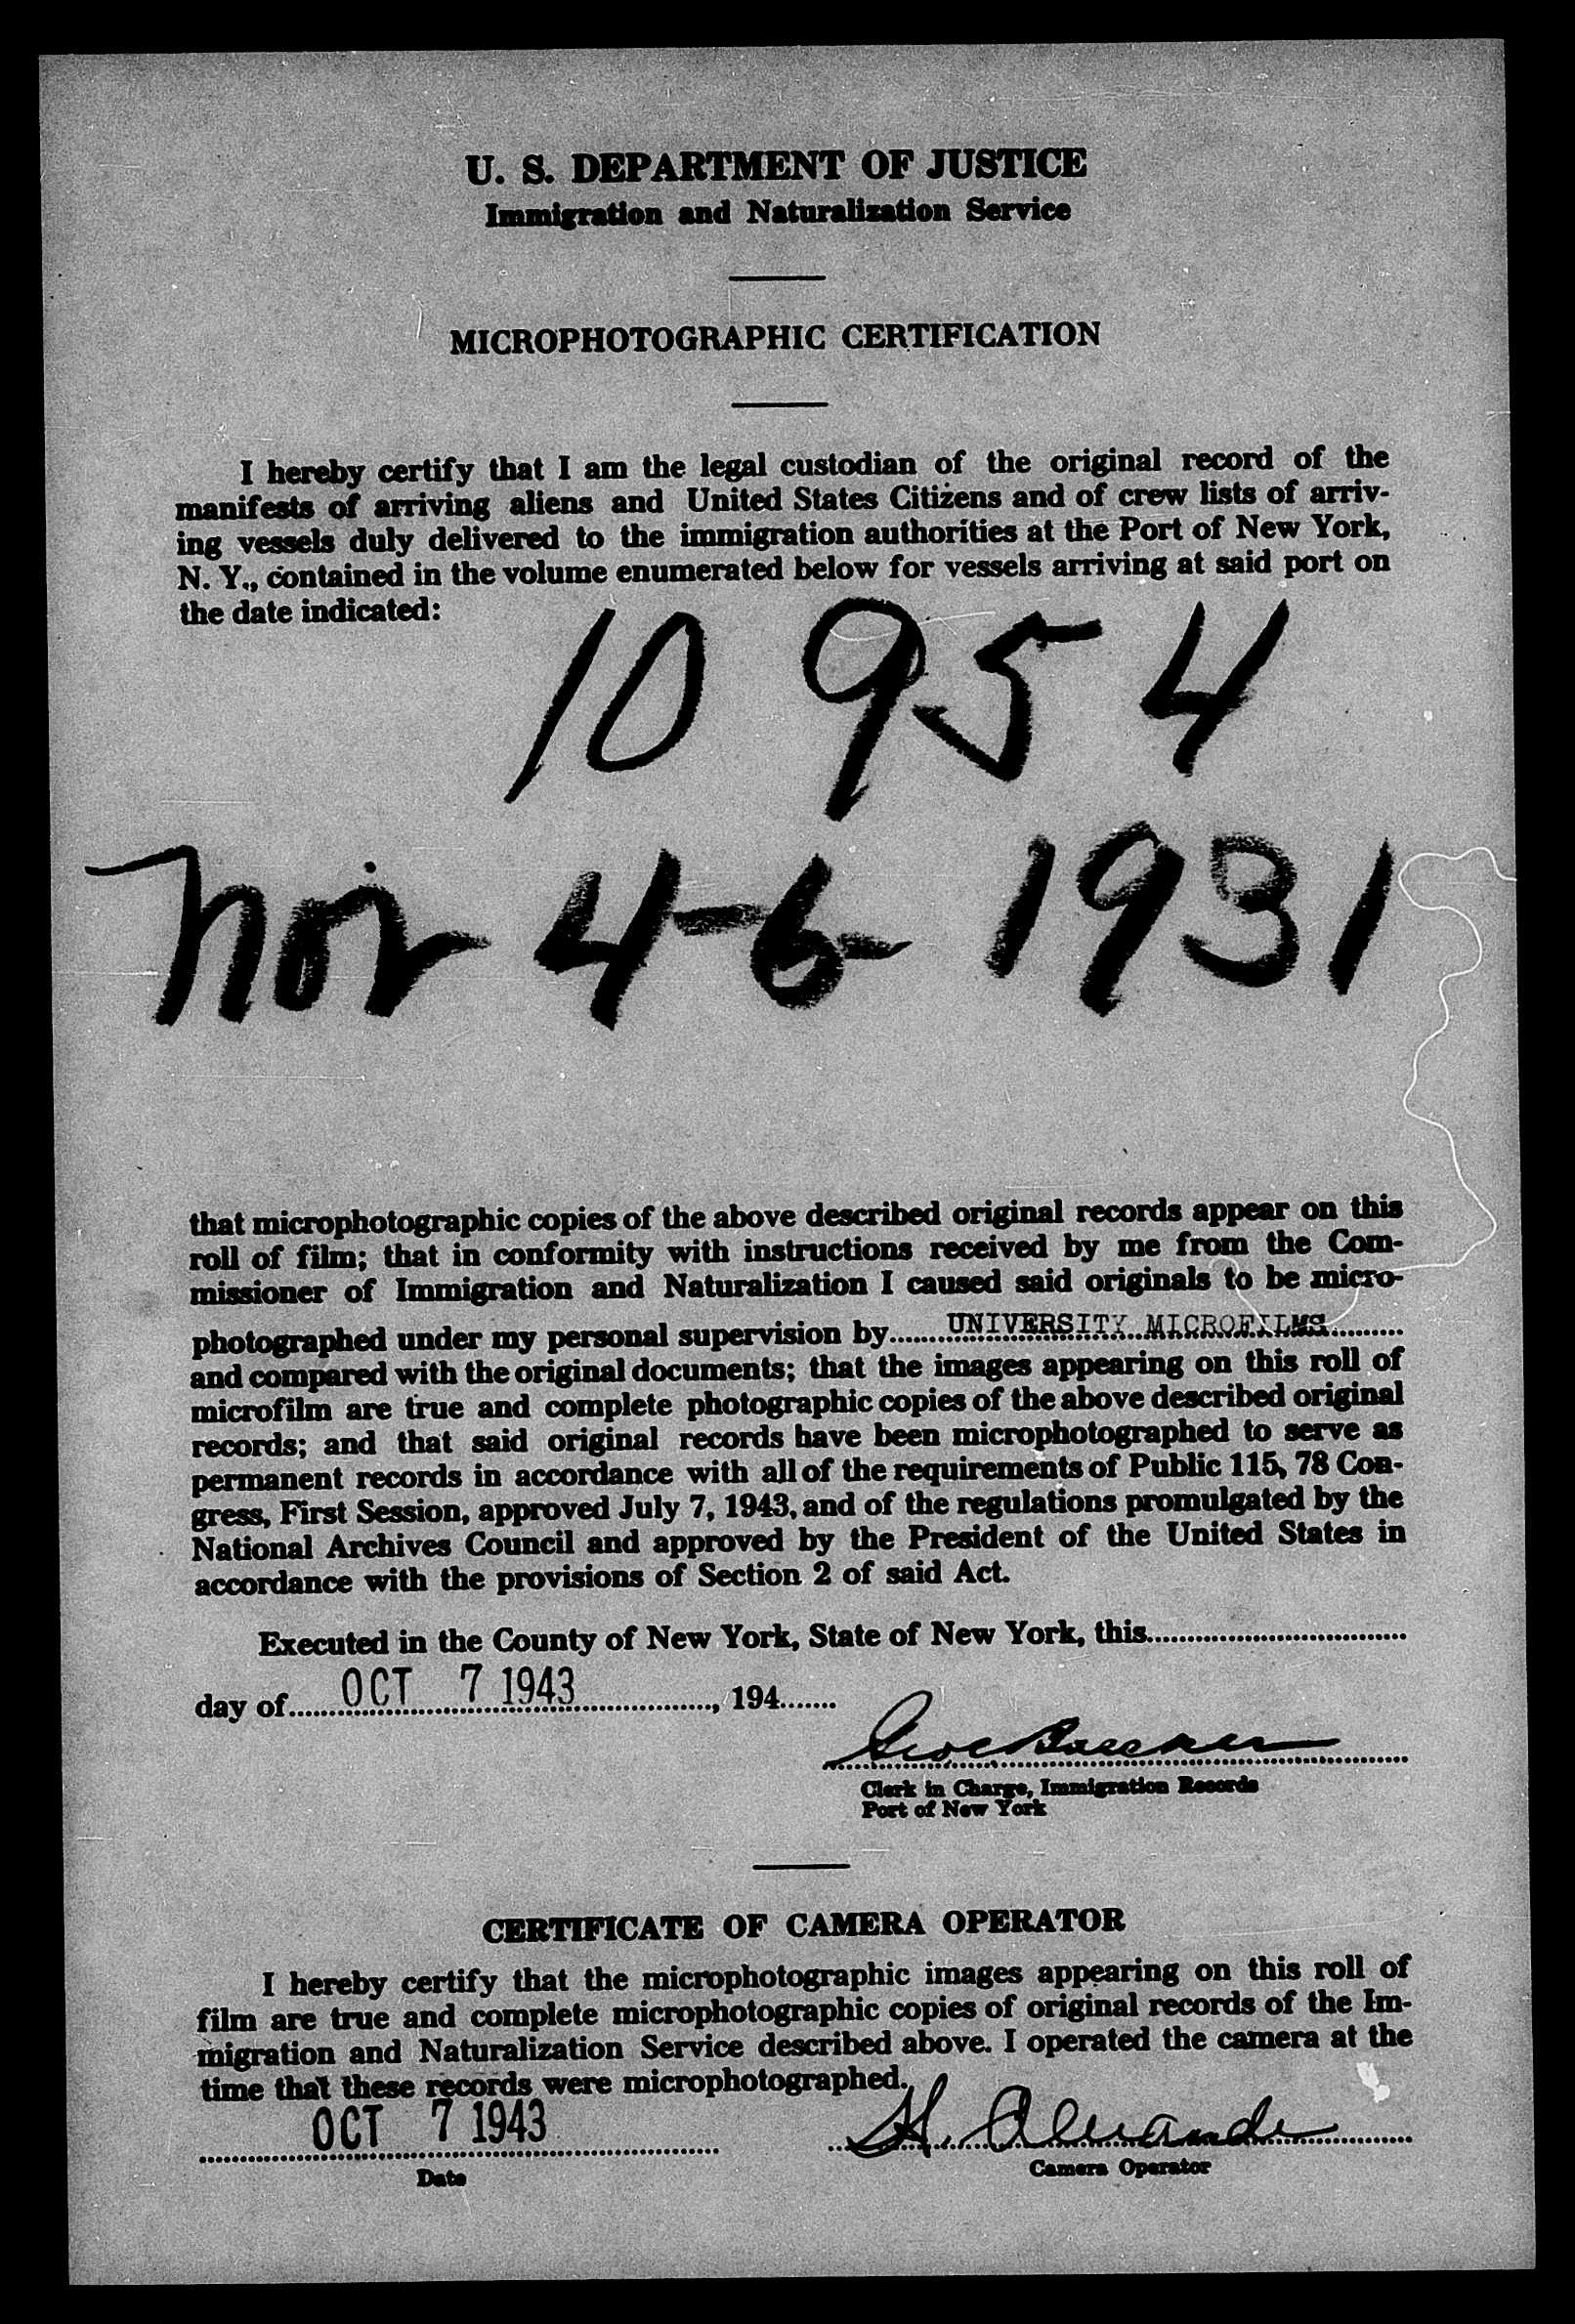 U. S. DEPARTMENT OF JUSTICE
Immigration and Naturalization Service
MICROPHOTOGRAPHIC CERTIFICATION
I hereby certify that I am the legal custodian of the original record of the
manifests of arriving aliens and United States Citizens and of crew lists of arriv-
ing vessels duly delivered to the immigration authorities at the Port of New York,
N. Y., contained in the volume enumerated below for vessels arriving at said port on
the date indicated:
10954
Nov 4-6- 1931
that microphotographic copies of the above described original records appear on this
roll of film; that in conformity with instructions received by me from the Com-
missioner of Immigration and Naturalization I caused said originals to be micro-
photographed under my personal supervision by UNIVERSITY MICROFILMS
and compared with the original documents; that the images appearing on this roll of
microfilm are true and complete photographic copies of the above described original
records; and that said original records have been microphotographed to serve as
permanent records in accordance with all of the requirements of Public 115, 78 Con-
gress, First Session, approved July 7, 1943, and of the regulations promulgated by the
National Archives Council and approved by the President of the United States in
accordance with the provisions of Section 2 of said Act.
Executed in the County of New York, State of New York, this
day of OCT 7 1943, 194
Clerk in Charge, Immigration Records
Port of New York
CERTIFICATE OF CAMERA OPERATOR
I hereby certify that the microphotographic images appearing on this roll of
film are true and complete microphotographic copies of original records of the Im-
migration and Naturalization Service described above. I operated the camera at the
time that these records were microphotographed.
OCT 7 1943 H.
Date Camera Operator